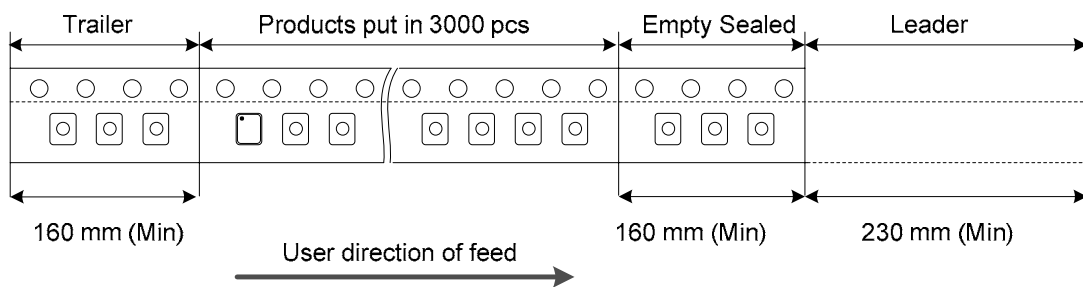 Trailer Products put in 3000 pcs Empty Sealed Leader
160 mm (Min) 160 mm (Min) 230 mm (Min)
User direction of feed